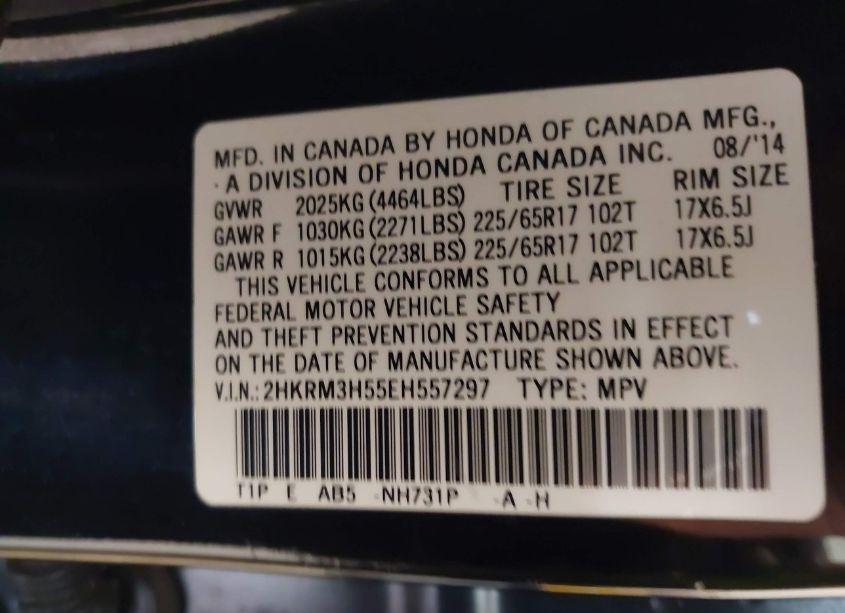 MFD. IN CANADA BY HONDA OF CANADA MFG.,
A DIVISION OF HONDA CANADA INC. 08/'14
GVWR 2025KG (4464LBS) TIRE SIZE RIM SIZE
GAWR F 1030KG (2271LBS) 225/65R17 102T 17X6.5J
GAWR R 1015KG (2238LBS) 225/65R17 102T 17X6.5J
THIS VEHICLE CONFORMS TO ALL APPLICABLE
FEDERAL MOTOR VEHICLE SAFETY
AND THEFT PREVENTION STANDARDS IN EFFECT
ON THE DATE OF MANUFACTURE SHOWN ABOVE.
V.I.N.: 2HKRM3H55EH557297 TYPE: MPV
T1P E AB5 -NH731P -A -H